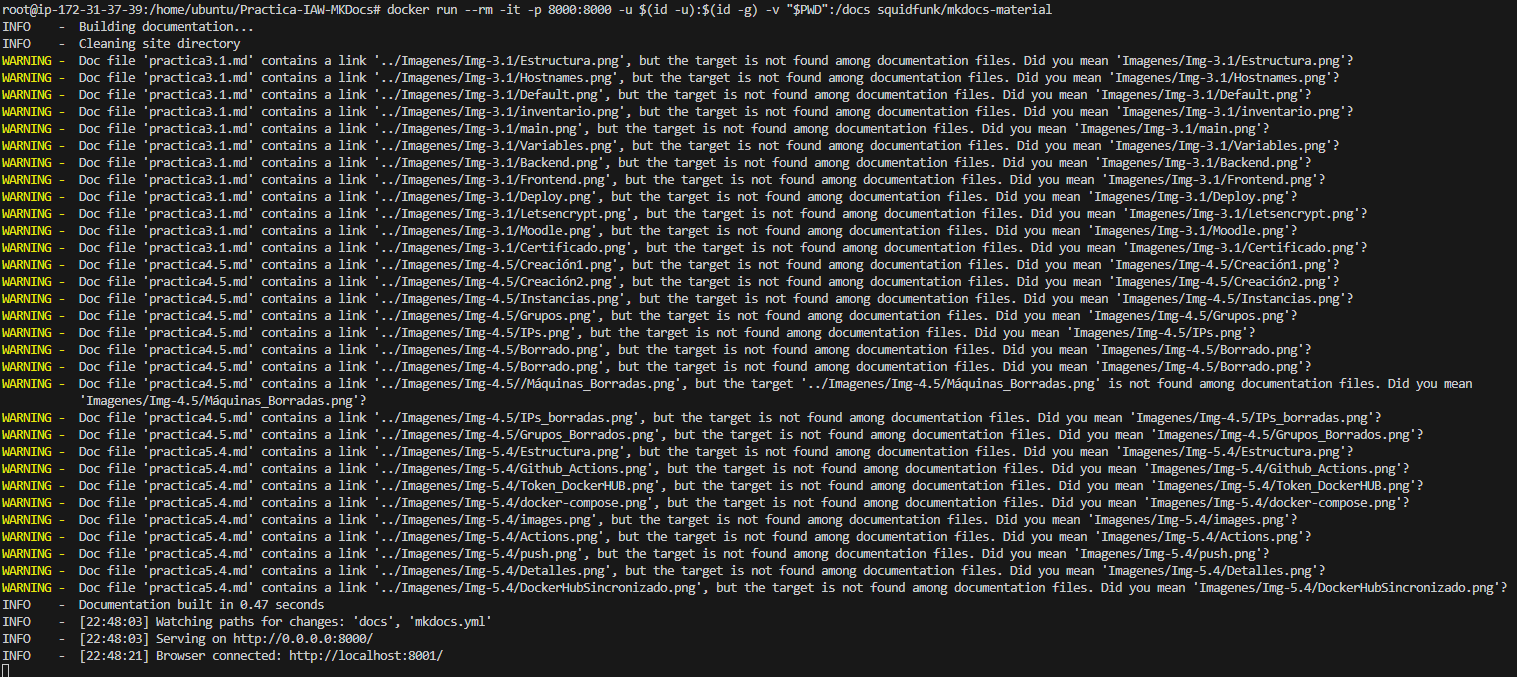 root@ip-172-31-37-39:/home/ubuntu/Practica-IAW-MKDocs# docker run --rm -it -p 8000:8000 -u $(id -u):$(id -g) -v "$PWD":/docs squidfunk/mkdocs-material
INFO    -  Building documentation...
INFO    -  Cleaning site directory
WARNING -  Doc file 'practica3.1.md' contains a link '../Imagenes/Img-3.1/Estructura.png', but the target is not found among documentation files. Did you mean 'Imagenes/Img-3.1/Estructura.png'?
WARNING -  Doc file 'practica3.1.md' contains a link '../Imagenes/Img-3.1/Hostnames.png', but the target is not found among documentation files. Did you mean 'Imagenes/Img-3.1/Hostnames.png'?
WARNING -  Doc file 'practica3.1.md' contains a link '../Imagenes/Img-3.1/Default.png', but the target is not found among documentation files. Did you mean 'Imagenes/Img-3.1/Default.png'?
WARNING -  Doc file 'practica3.1.md' contains a link '../Imagenes/Img-3.1/inventario.png', but the target is not found among documentation files. Did you mean 'Imagenes/Img-3.1/inventario.png'?
WARNING -  Doc file 'practica3.1.md' contains a link '../Imagenes/Img-3.1/main.png', but the target is not found among documentation files. Did you mean 'Imagenes/Img-3.1/main.png'?
WARNING -  Doc file 'practica3.1.md' contains a link '../Imagenes/Img-3.1/Variables.png', but the target is not found among documentation files. Did you mean 'Imagenes/Img-3.1/Variables.png'?
WARNING -  Doc file 'practica3.1.md' contains a link '../Imagenes/Img-3.1/Backend.png', but the target is not found among documentation files. Did you mean 'Imagenes/Img-3.1/Backend.png'?
WARNING -  Doc file 'practica3.1.md' contains a link '../Imagenes/Img-3.1/Frontend.png', but the target is not found among documentation files. Did you mean 'Imagenes/Img-3.1/Frontend.png'?
WARNING -  Doc file 'practica3.1.md' contains a link '../Imagenes/Img-3.1/Deploy.png', but the target is not found among documentation files. Did you mean 'Imagenes/Img-3.1/Deploy.png'?
WARNING -  Doc file 'practica3.1.md' contains a link '../Imagenes/Img-3.1/Letsencrypt.png', but the target is not found among documentation files. Did you mean 'Imagenes/Img-3.1/Letsencrypt.png'?
WARNING -  Doc file 'practica3.1.md' contains a link '../Imagenes/Img-3.1/Moodle.png', but the target is not found among documentation files. Did you mean 'Imagenes/Img-3.1/Moodle.png'?
WARNING -  Doc file 'practica3.1.md' contains a link '../Imagenes/Img-3.1/Certificado.png', but the target is not found among documentation files. Did you mean 'Imagenes/Img-3.1/Certificado.png'?
WARNING -  Doc file 'practica4.5.md' contains a link '../Imagenes/Img-4.5/Creación1.png', but the target is not found among documentation files. Did you mean 'Imagenes/Img-4.5/Creación1.png'?
WARNING -  Doc file 'practica4.5.md' contains a link '../Imagenes/Img-4.5/Creación2.png', but the target is not found among documentation files. Did you mean 'Imagenes/Img-4.5/Creación2.png'?
WARNING -  Doc file 'practica4.5.md' contains a link '../Imagenes/Img-4.5/Instancias.png', but the target is not found among documentation files. Did you mean 'Imagenes/Img-4.5/Instancias.png'?
WARNING -  Doc file 'practica4.5.md' contains a link '../Imagenes/Img-4.5/Grupos.png', but the target is not found among documentation files. Did you mean 'Imagenes/Img-4.5/Grupos.png'?
WARNING -  Doc file 'practica4.5.md' contains a link '../Imagenes/Img-4.5/IPs.png', but the target is not found among documentation files. Did you mean 'Imagenes/Img-4.5/IPs.png'?
WARNING -  Doc file 'practica4.5.md' contains a link '../Imagenes/Img-4.5/Borrado.png', but the target is not found among documentation files. Did you mean 'Imagenes/Img-4.5/Borrado.png'?
WARNING -  Doc file 'practica4.5.md' contains a link '../Imagenes/Img-4.5/Borrado.png', but the target is not found among documentation files. Did you mean 'Imagenes/Img-4.5/Borrado.png'?
WARNING -  Doc file 'practica4.5.md' contains a link '../Imagenes/Img-4.5//Máquinas_Borradas.png', but the target '../Imagenes/Img-4.5/Máquinas_Borradas.png' is not found among documentation files. Did you mean
'Imagenes/Img-4.5/Máquinas_Borradas.png'?
WARNING -  Doc file 'practica4.5.md' contains a link '../Imagenes/Img-4.5/IPs_borradas.png', but the target is not found among documentation files. Did you mean 'Imagenes/Img-4.5/IPs_borradas.png'?
WARNING -  Doc file 'practica4.5.md' contains a link '../Imagenes/Img-4.5/Grupos_Borrados.png', but the target is not found among documentation files. Did you mean 'Imagenes/Img-4.5/Grupos_Borrados.png'?
WARNING -  Doc file 'practica5.4.md' contains a link '../Imagenes/Img-5.4/Estructura.png', but the target is not found among documentation files. Did you mean 'Imagenes/Img-5.4/Estructura.png'?
WARNING -  Doc file 'practica5.4.md' contains a link '../Imagenes/Img-5.4/Github_Actions.png', but the target is not found among documentation files. Did you mean 'Imagenes/Img-5.4/Github_Actions.png'?
WARNING -  Doc file 'practica5.4.md' contains a link '../Imagenes/Img-5.4/Token_DockerHUB.png', but the target is not found among documentation files. Did you mean 'Imagenes/Img-5.4/Token_DockerHUB.png'?
WARNING -  Doc file 'practica5.4.md' contains a link '../Imagenes/Img-5.4/docker-compose.png', but the target is not found among documentation files. Did you mean 'Imagenes/Img-5.4/docker-compose.png'?
WARNING -  Doc file 'practica5.4.md' contains a link '../Imagenes/Img-5.4/images.png', but the target is not found among documentation files. Did you mean 'Imagenes/Img-5.4/images.png'?
WARNING -  Doc file 'practica5.4.md' contains a link '../Imagenes/Img-5.4/Actions.png', but the target is not found among documentation files. Did you mean 'Imagenes/Img-5.4/Actions.png'?
WARNING -  Doc file 'practica5.4.md' contains a link '../Imagenes/Img-5.4/push.png', but the target is not found among documentation files. Did you mean 'Imagenes/Img-5.4/push.png'?
WARNING -  Doc file 'practica5.4.md' contains a link '../Imagenes/Img-5.4/Detalles.png', but the target is not found among documentation files. Did you mean 'Imagenes/Img-5.4/Detalles.png'?
WARNING -  Doc file 'practica5.4.md' contains a link '../Imagenes/Img-5.4/DockerHubSincronizado.png', but the target is not found among documentation files. Did you mean 'Imagenes/Img-5.4/DockerHubSincronizado.png'?
INFO    -  Documentation built in 0.47 seconds
INFO    -  [22:48:03] Watching paths for changes: 'docs', 'mkdocs.yml'
INFO    -  [22:48:03] Serving on http://0.0.0.0:8000/
INFO    -  [22:48:21] Browser connected: http://localhost:8001/